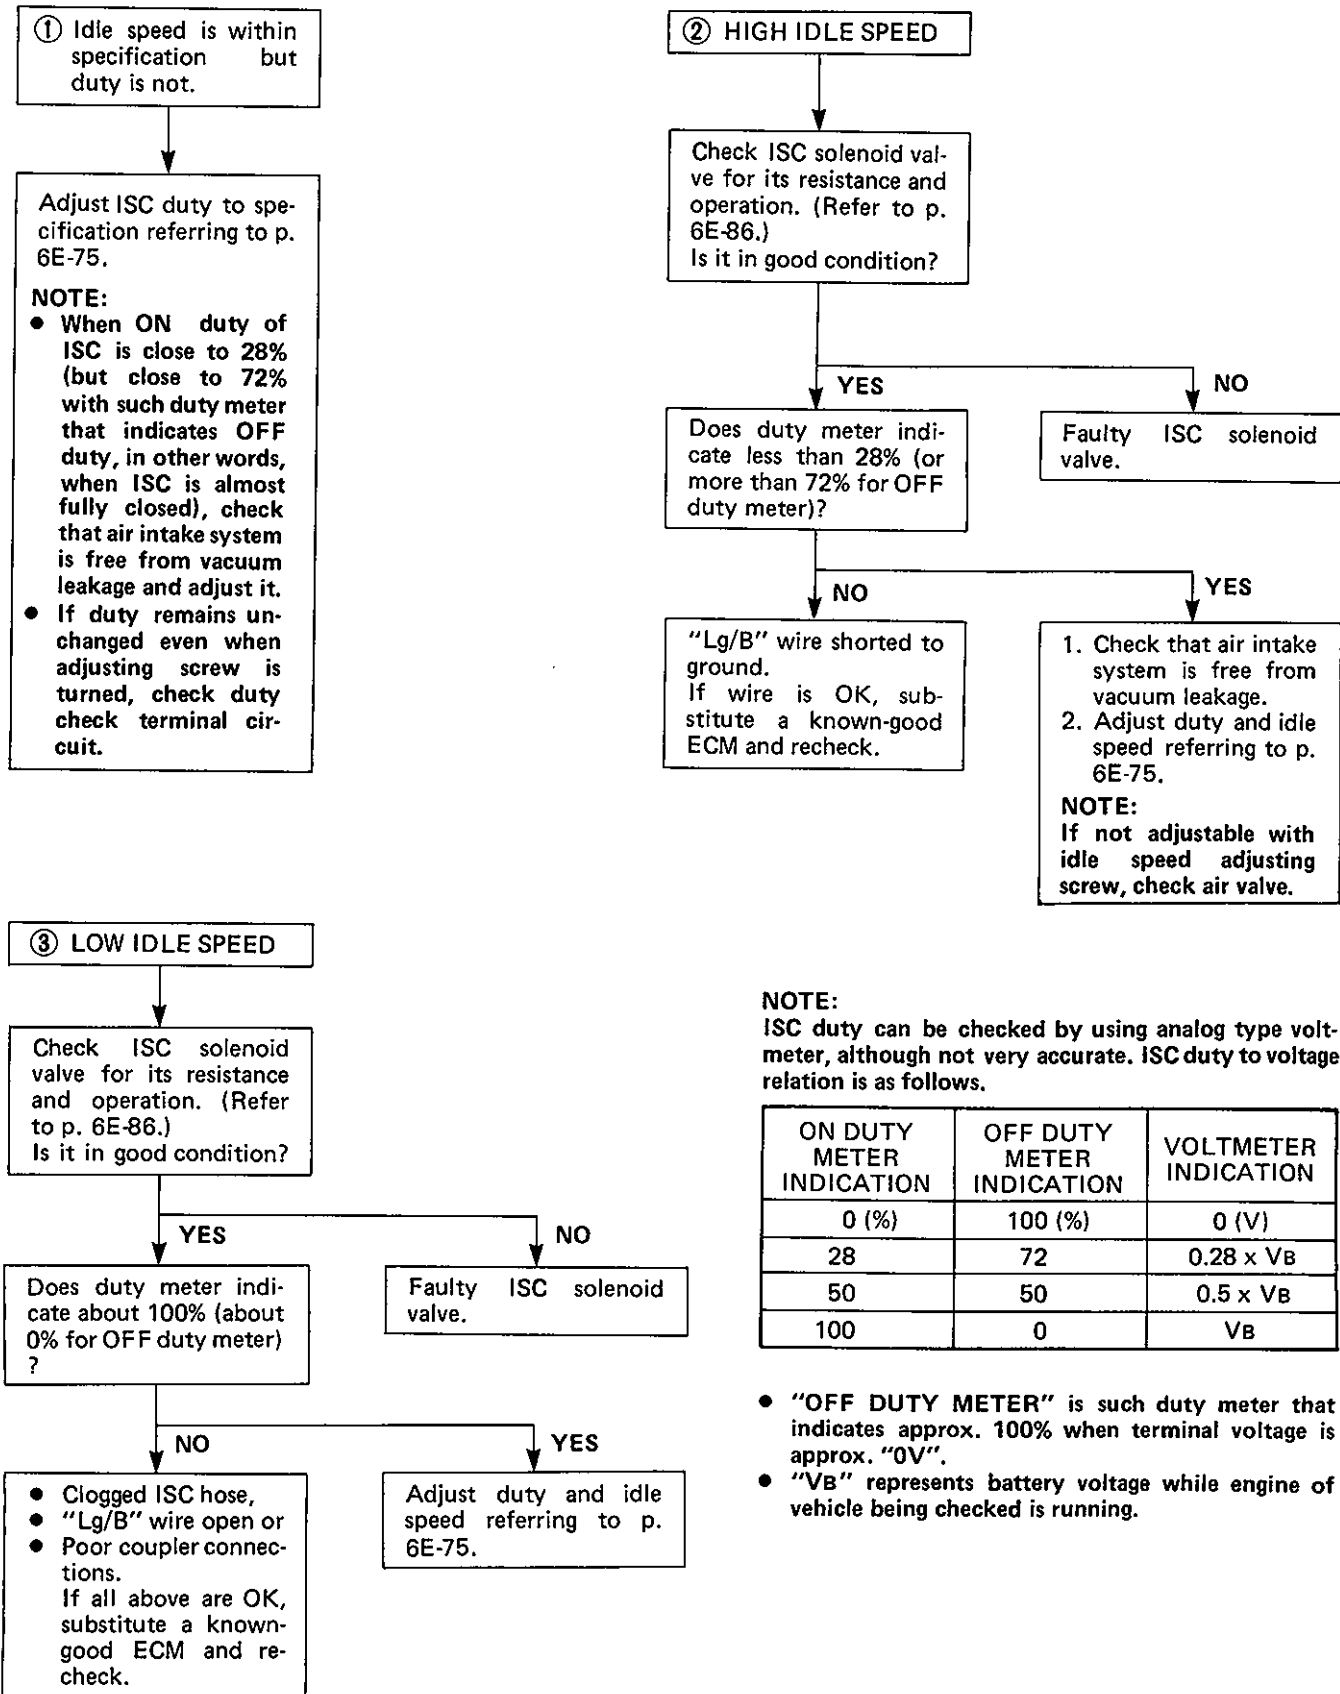 ① Idle speed is within
specification but
duty is not.
Adjust ISC duty to spe-
cification referring to p.
6E-75.
NOTE:
● When ON duty of
ISC is close to 28%
(but close to 72%
with such duty meter
that indicates OFF
duty, in other words,
when ISC is almost
fully closed), check
that air intake system
is free from vacuum
leakage and adjust it.
● If duty remains un-
changed even when
adjusting screw is
turned, check duty
check terminal cir-
cuit.
② HIGH IDLE SPEED
Check ISC solenoid val-
ve for its resistance and
operation. (Refer to p.
6E-86.)
Is it in good condition?
YES
NO
Does duty meter indi-
cate less than 28% (or
more than 72% for OFF
duty meter)?
Faulty ISC solenoid
valve.
NO
YES
"Lg/B" wire shorted to
ground.
If wire is OK, sub-
stitute a known-good
ECM and recheck.
1. Check that air intake
system is free from
vacuum leakage.
2. Adjust duty and idle
speed referring to p.
6E-75.
NOTE:
If not adjustable with
idle speed adjusting
screw, check air valve.
③ LOW IDLE SPEED
Check ISC solenoid
valve for its resistance
and operation. (Refer
to p. 6E-86.)
Is it in good condition?
YES
NO
Does duty meter indi-
cate about 100% (about
0% for OFF duty meter)
?
Faulty ISC solenoid
valve.
NO
YES
● Clogged ISC hose,
● "Lg/B" wire open or
● Poor coupler connec-
tions.
If all above are OK,
substitute a known-
good ECM and re-
check.
Adjust duty and idle
speed referring to p.
6E-75.
NOTE:
ISC duty can be checked by using analog type volt-
meter, although not very accurate. ISC duty to voltage
relation is as follows.
ON DUTY METER INDICATION OFF DUTY METER INDICATION VOLTMETER INDICATION
0 (%) 100 (%) 0 (V)
28 72 0.28 x VB
50 50 0.5 x VB
100 0 VB
● "OFF DUTY METER" is such duty meter that
indicates approx. 100% when terminal voltage is
approx. "0V".
● "VB" represents battery voltage while engine of
vehicle being checked is running.